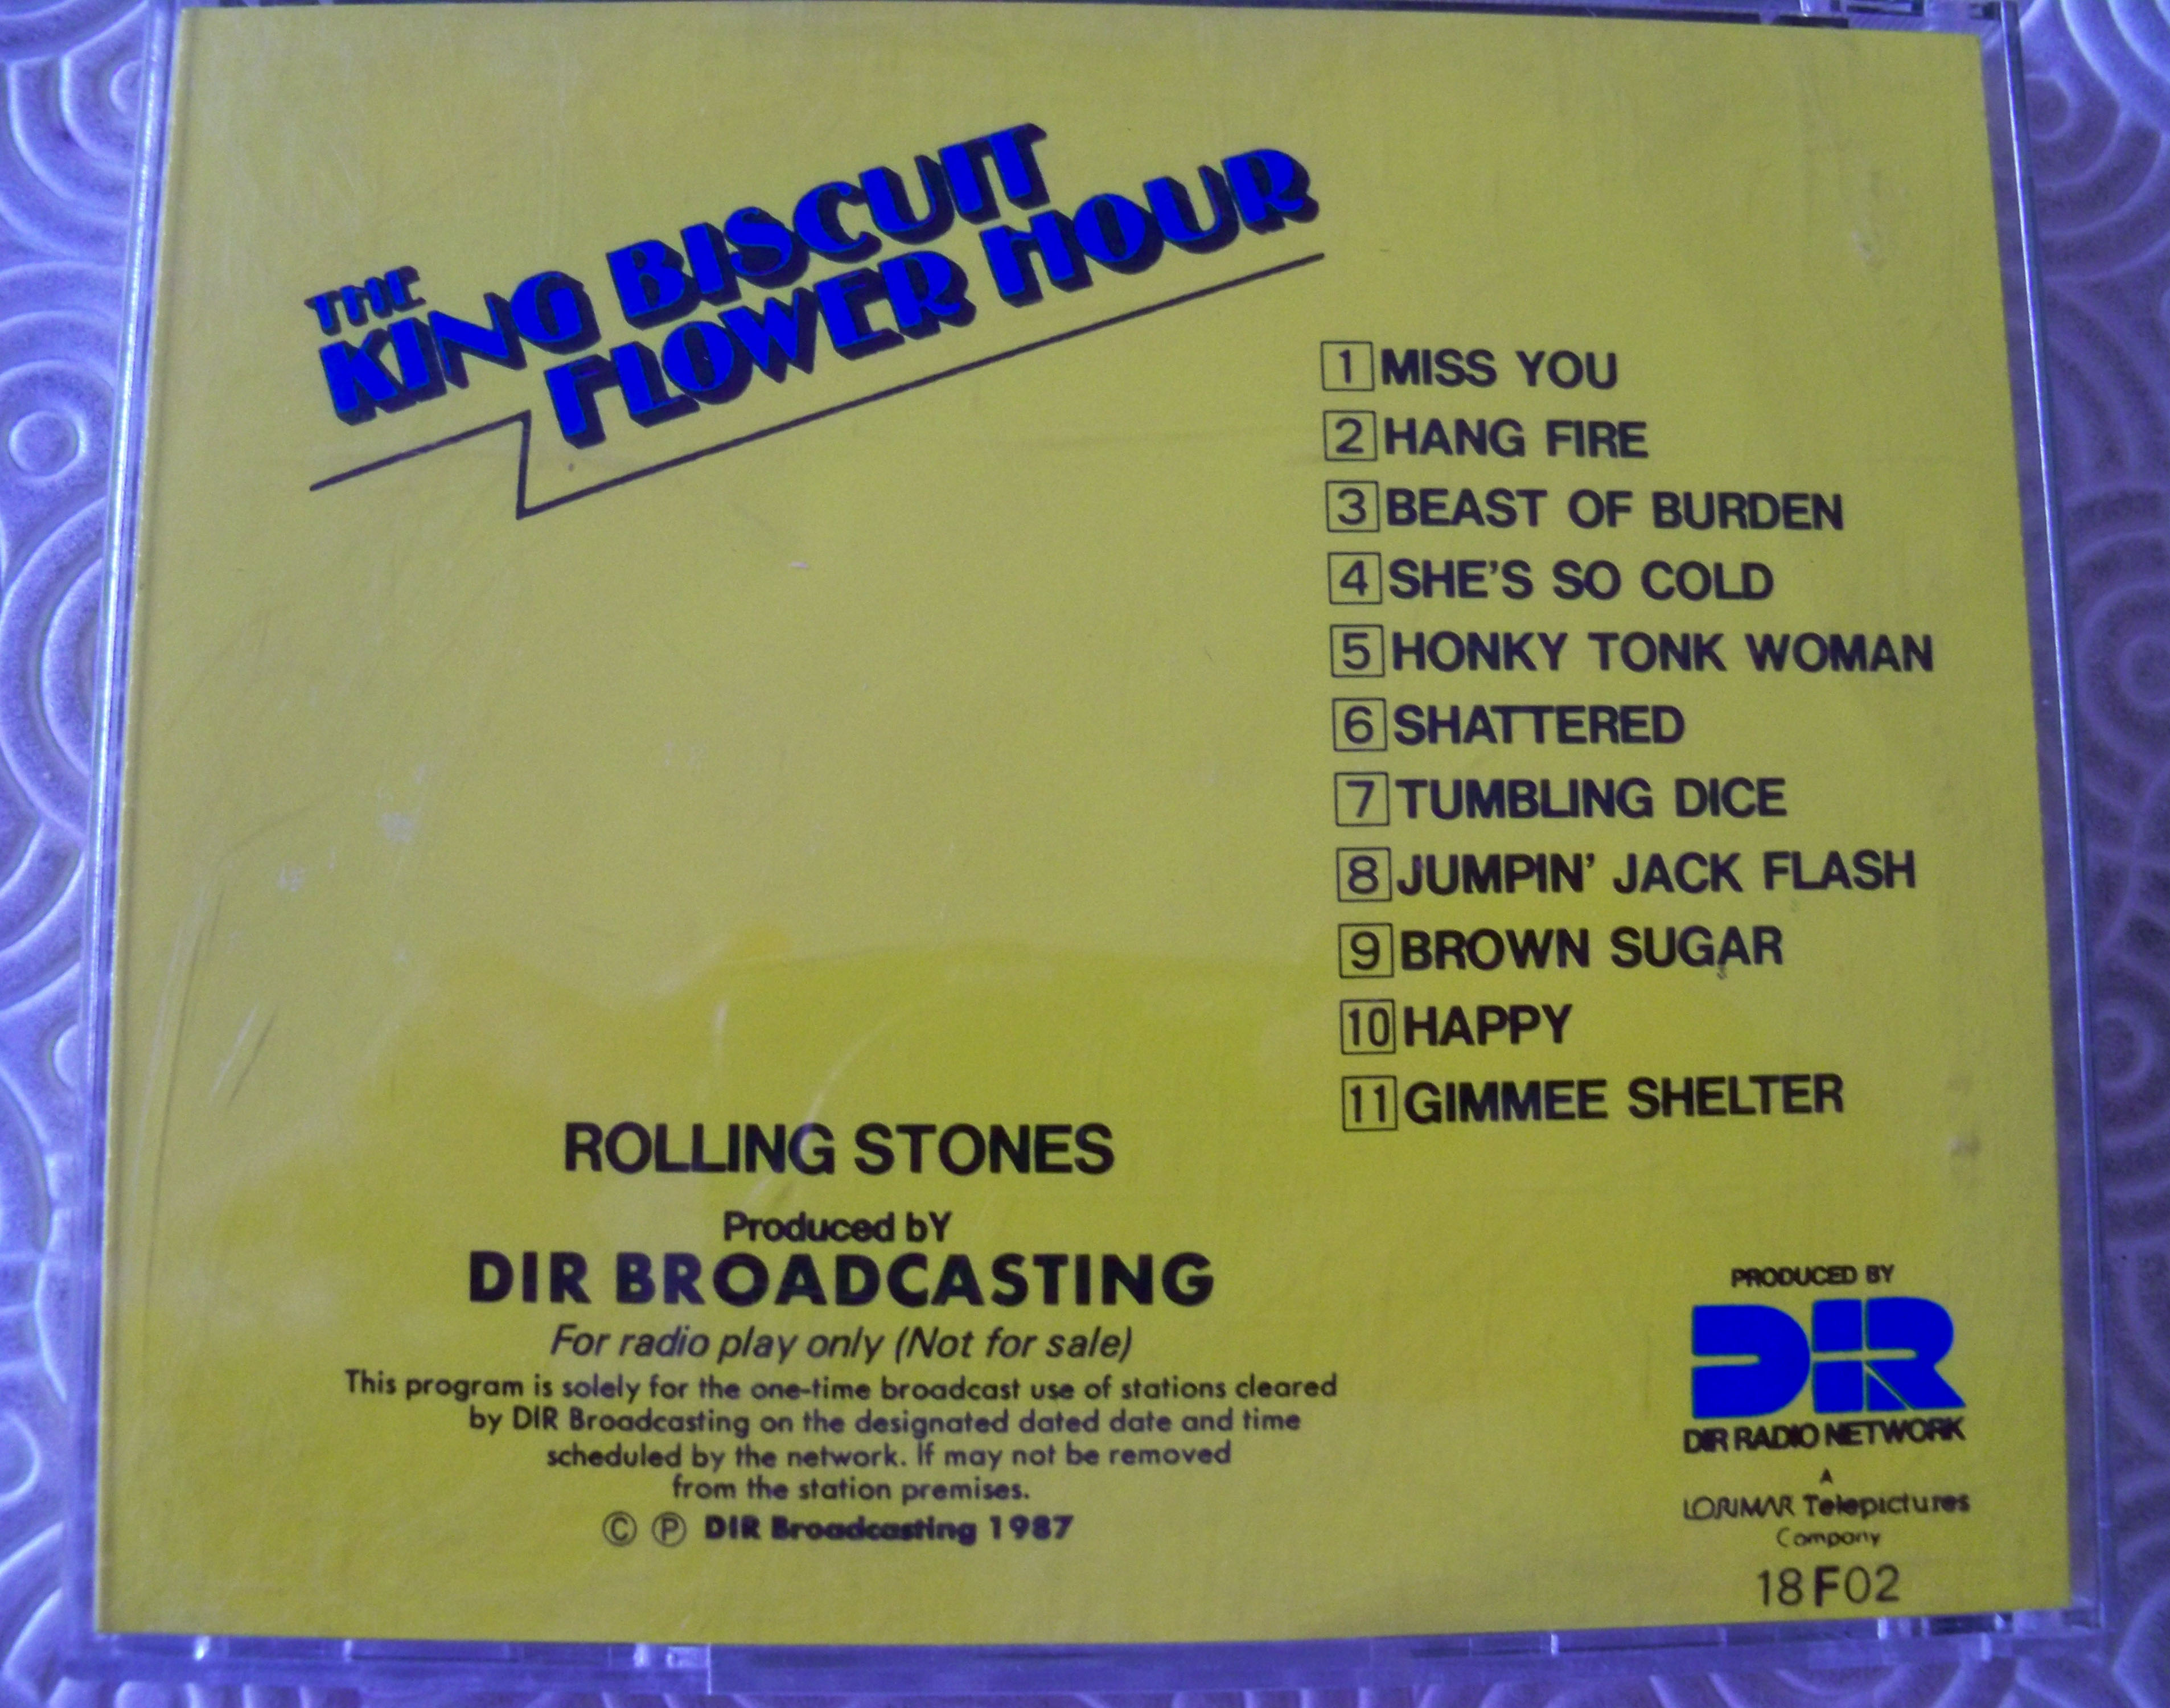 THE
KING BISCUIT
FLOWER HOUR
1 MISS YOU
2 HANG FIRE
3 BEAST OF BURDEN
4 SHE'S SO COLD
5 HONKY TONK WOMAN
6 SHATTERED
7 TUMBLING DICE
8 JUMPIN' JACK FLASH
9 BROWN SUGAR
10 HAPPY
11 GIMMEE SHELTER
ROLLING STONES
Produced bY
DIR BROADCASTING
For radio play only (Not for sale)
This program is solely for the one-time broadcast use of stations cleared
by DIR Broadcasting on the designated dated date and time
scheduled by the network. If may not be removed
from the station premises.
© ℗ DIR Broadcasting 1987
PRODUCED BY
DIR
DIR RADIO NETWORK
A
LORIMAR Telepictures
Company
18F02